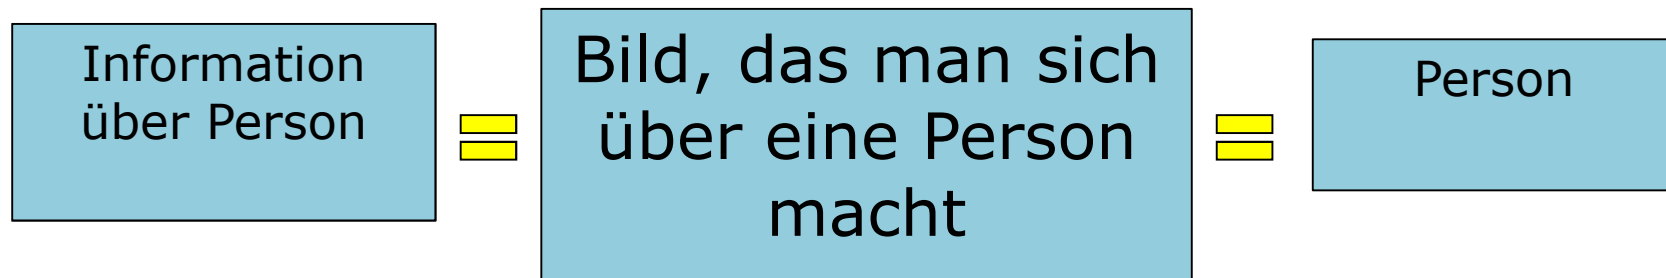 Information
über Person
Bild, das man sich
über eine Person
macht
Person